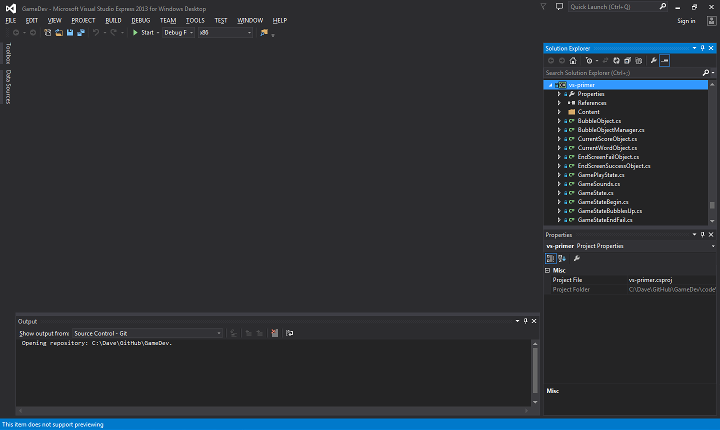 GameDev - Microsoft Visual Studio Express 2013 for Windows Desktop
Quick Launch (Ctrl+Q)
FILE EDIT VIEW PROJECT BUILD DEBUG TEAM TOOLS TEST WINDOW HELP
Sign in
Start Debug F x86
Toolbox
Data Sources
Solution Explorer
Search Solution Explorer (Ctrl+;)
vs-primer
Properties
References
Content
BubbleObject.cs
BubbleObjectManager.cs
CurrentScoreObject.cs
CurrentWordObject.cs
EndScreenFailObject.cs
EndScreenSuccessObject.cs
GamePlayState.cs
GameSounds.cs
GameState.cs
GameStateBegin.cs
GameStateBubblesUp.cs
GameStateEndFail.cs
Properties
vs-primer Project Properties
Misc
Project File vs-primer.csproj
Project Folder C:\Dave\GitHub\GameDev\code\
Misc
Output
Show output from: Source Control - Git
Opening repository: C:\Dave\GitHub\GameDev.
This item does not support previewing